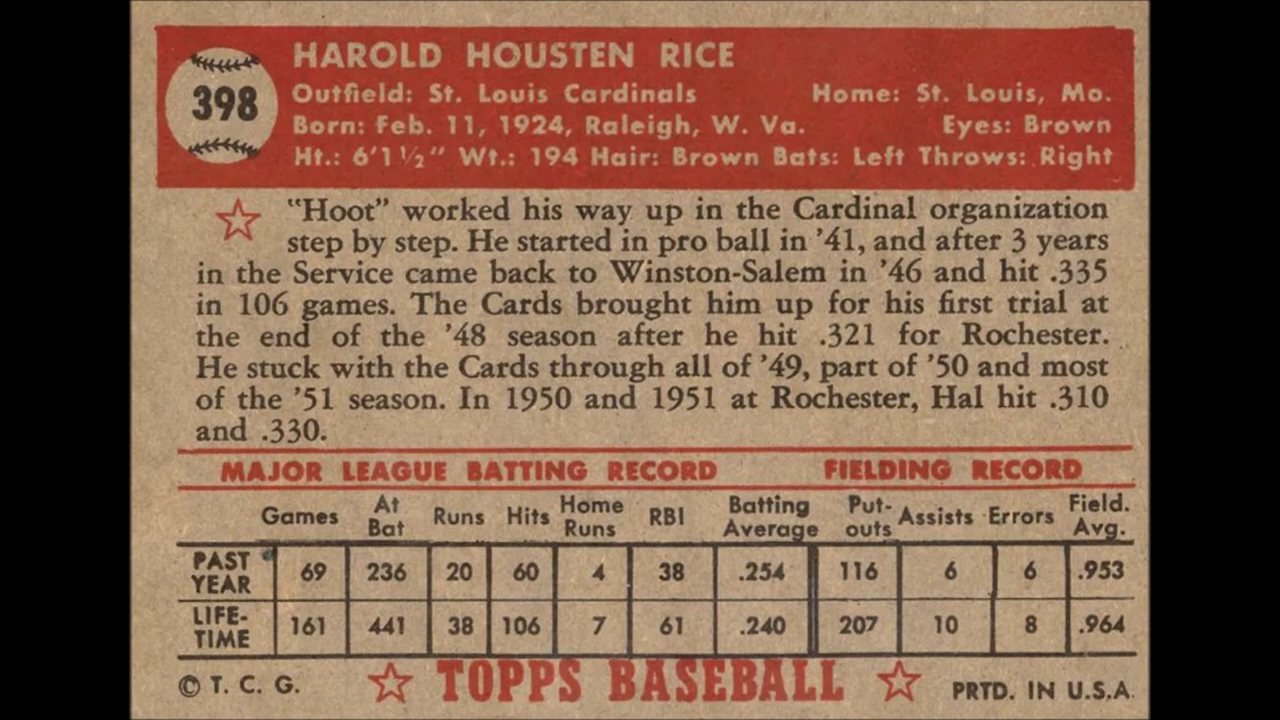 398
HAROLD HOUSTEN RICE
Outfield: St. Louis Cardinals Home: St. Louis, Mo.
Born: Feb. 11, 1924, Raleigh, W. Va. Eyes: Brown
Ht.: 6'1½" Wt.: 194 Hair: Brown Bats: Left Throws: Right
"Hoot" worked his way up in the Cardinal organization
step by step. He started in pro ball in '41, and after 3 years
in the Service came back to Winston-Salem in '46 and hit .335
in 106 games. The Cards brought him up for his first trial at
the end of the '48 season after he hit .321 for Rochester.
He stuck with the Cards through all of '49, part of '50 and most
of the '51 season. In 1950 and 1951 at Rochester, Hal hit .310
and .330.
MAJOR LEAGUE BATTING RECORD FIELDING RECORD
Games At Bat Runs Hits Home Runs RBI Batting Average Put-outs Assists Errors Field. Avg.
PAST YEAR 69 236 20 60 4 38 .254 116 6 6 .953
LIFE-TIME 161 441 38 106 7 61 .240 207 10 8 .964
© T. C. G. TOPPS BASEBALL PRTD. IN U.S.A.